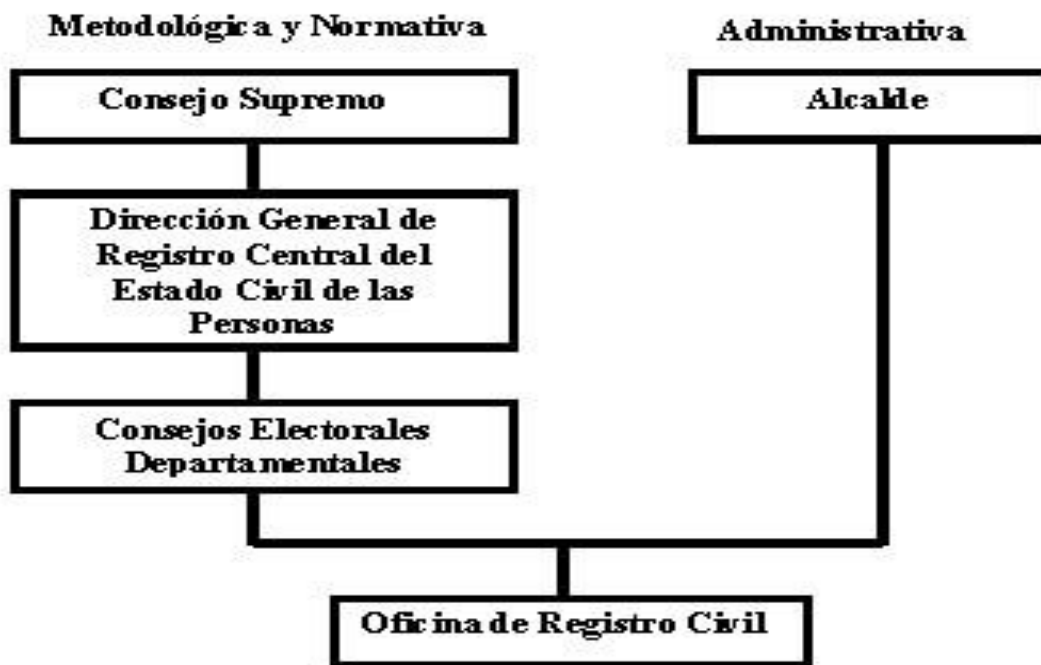 Metodológica y Normativa
Administrativa
Consejo Supremo
Alcalde
Dirección General de
Registro Central del
Estado Civil de las
Personas
Consejos Electorales
Departamentales
Oficina de Registro Civil